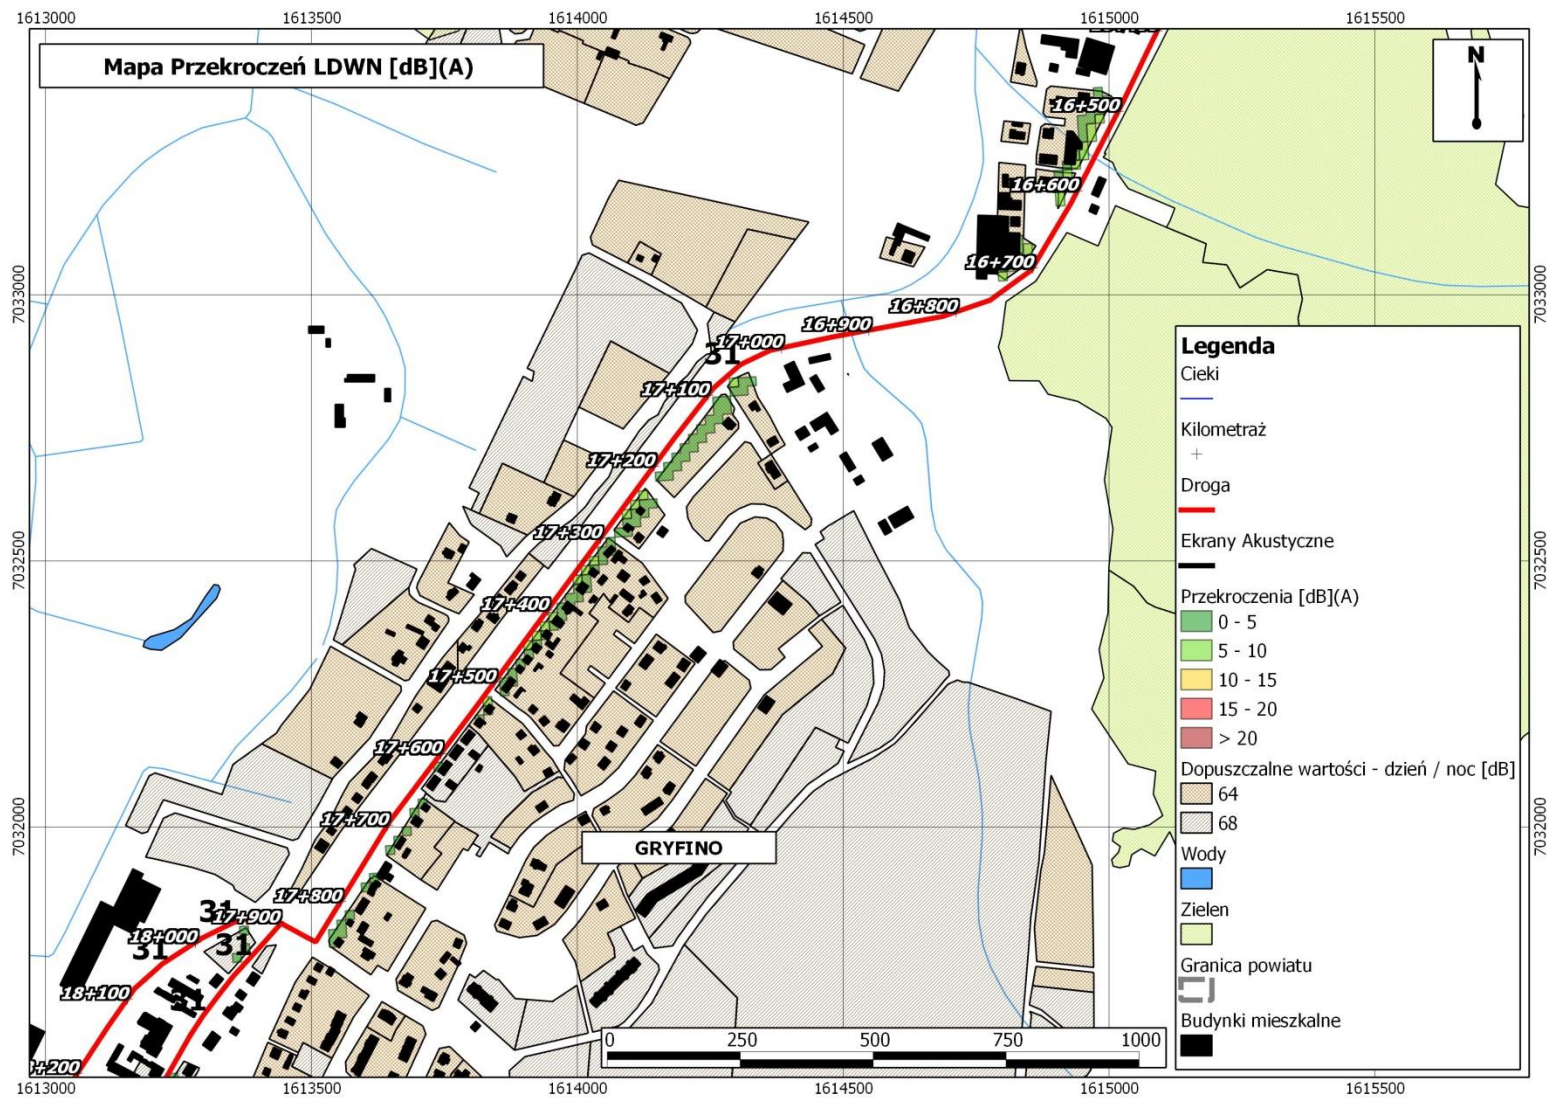 1613000 1613500 1614000 1614500 1615000 1615500
Mapa Przekroczeń LDWN [dB](A)
N
16+500
16+600
16+700
7033000
7033000
16+800
16+900
17+000
31
17+100
Legenda
Cieki
Kilometraż
Droga
Ekrany Akustyczne
Przekroczenia [dB](A)
0 - 5
5 - 10
10 - 15
15 - 20
> 20
Dopuszczalne wartości - dzień / noc [dB]
64
68
Wody
Zielen
Granica powiatu
Budynki mieszkalne
17+200
17+300
7032500
7032500
17+400
17+500
17+600
17+700
7032000
7032000
GRYFINO
17+800
31
17+900
18+000
31
31
18+100
31
+200
0 250 500 750 1000
1613000 1613500 1614000 1614500 1615000 1615500